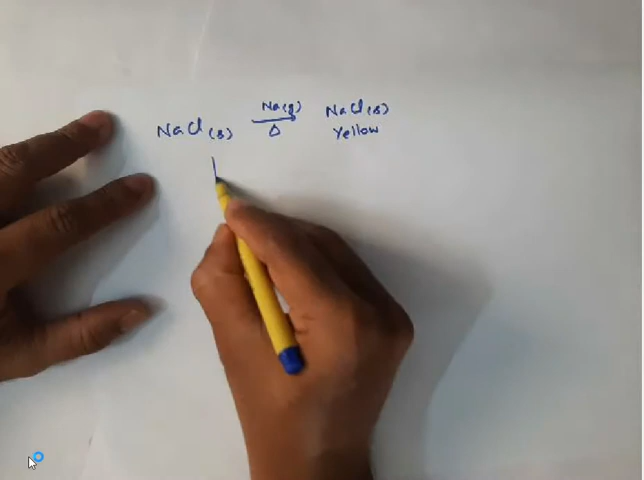 NaCl(s) Na(g) → Δ NaCl(s)
Yellow